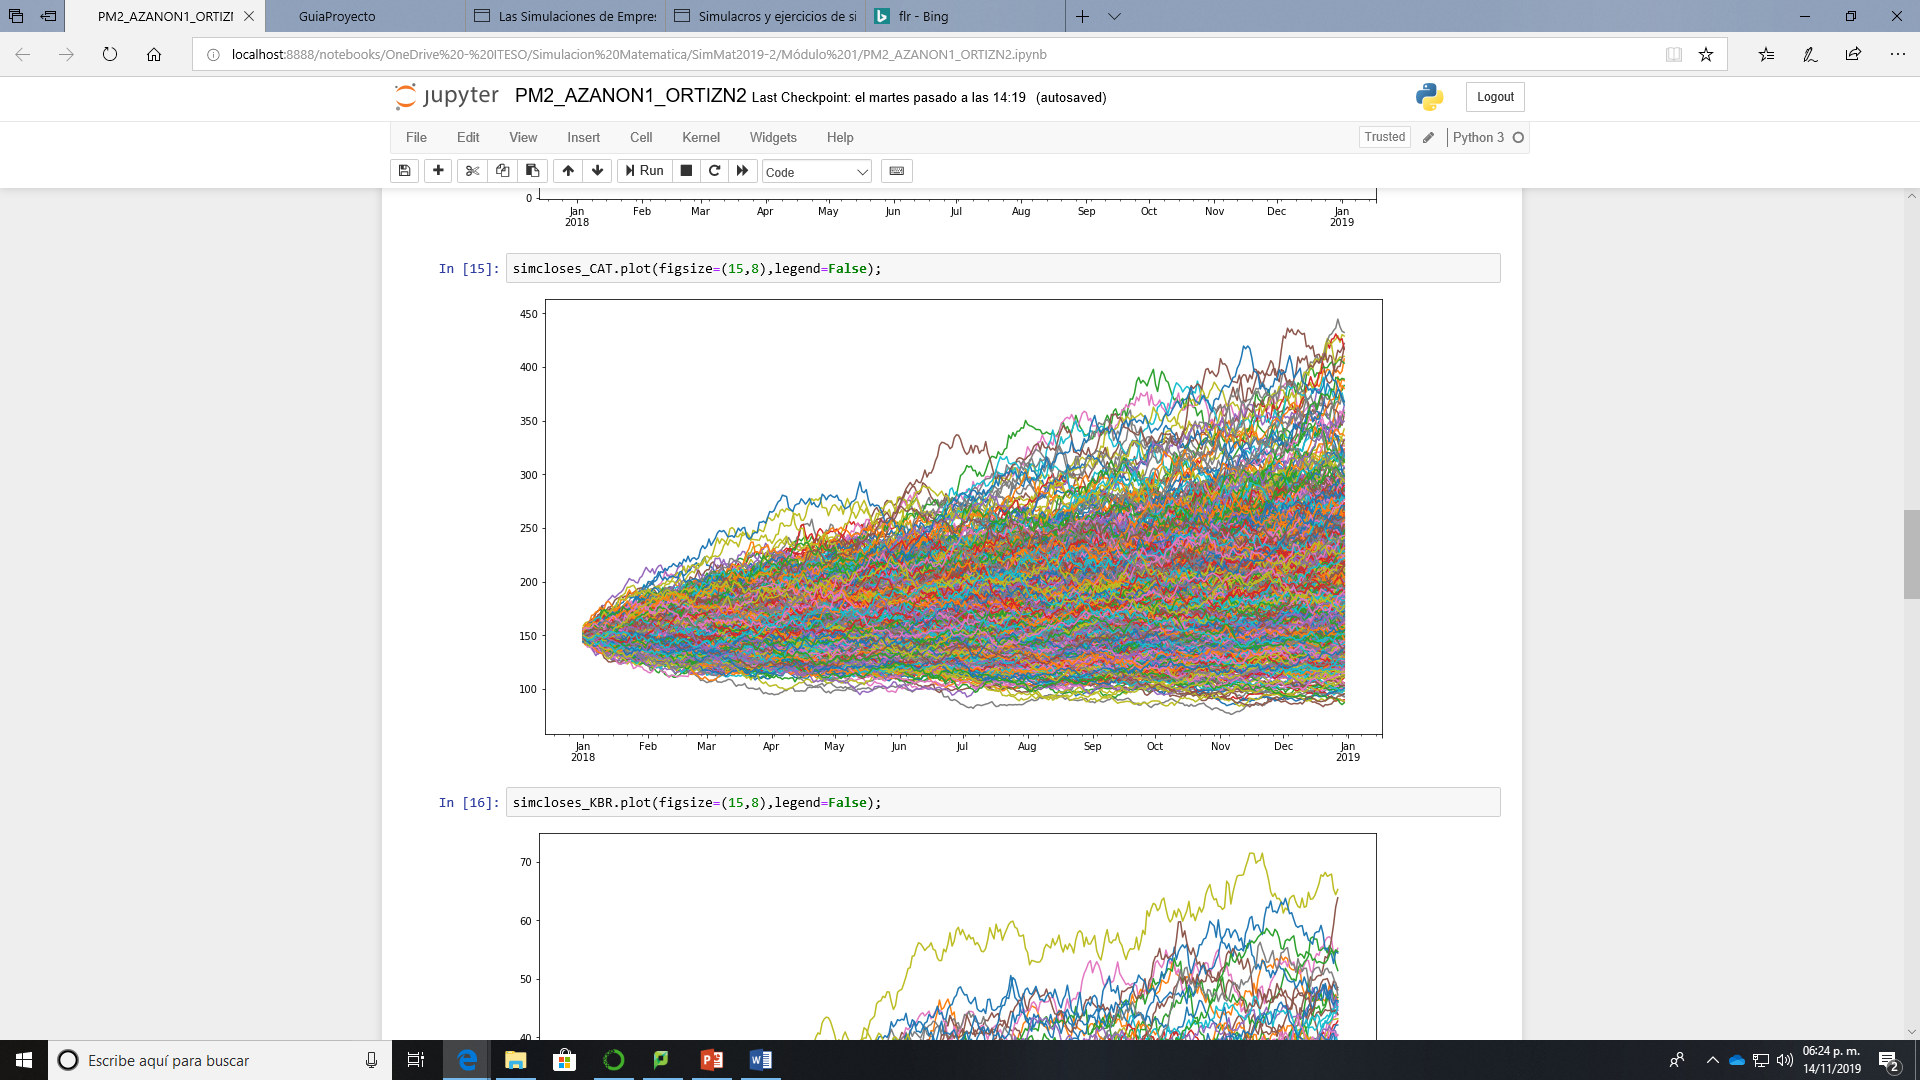 PM2_AZANON1_ORTIZI
GuiaProyecto
Las Simulaciones de Empres
Simulacros y ejercicios de si
flr - Bing
localhost:8888/notebooks/OneDrive%20-%20ITESO/Simulacion%20Matematica/SimMat2019-2/Módulo%201/PM2_AZANON1_ORTIZN2.ipynb
jupyter PM2_AZANON1_ORTIZN2 Last Checkpoint: el martes pasado a las 14:19 (autosaved)
Logout
File Edit View Insert Cell Kernel Widgets Help
Trusted
Python 3
Run
Code
0
Jan Feb Mar Apr May Jun Jul Aug Sep Oct Nov Dec Jan
2018 2019
In [15]: simcloses_CAT.plot(figsize=(15,8),legend=False);
450
400
350
300
250
200
150
100
Jan Feb Mar Apr May Jun Jul Aug Sep Oct Nov Dec Jan
2018 2019
In [16]: simcloses_KBR.plot(figsize=(15,8),legend=False);
70
60
50
40
Escribe aquí para buscar
06:24 p. m.
14/11/2019
2